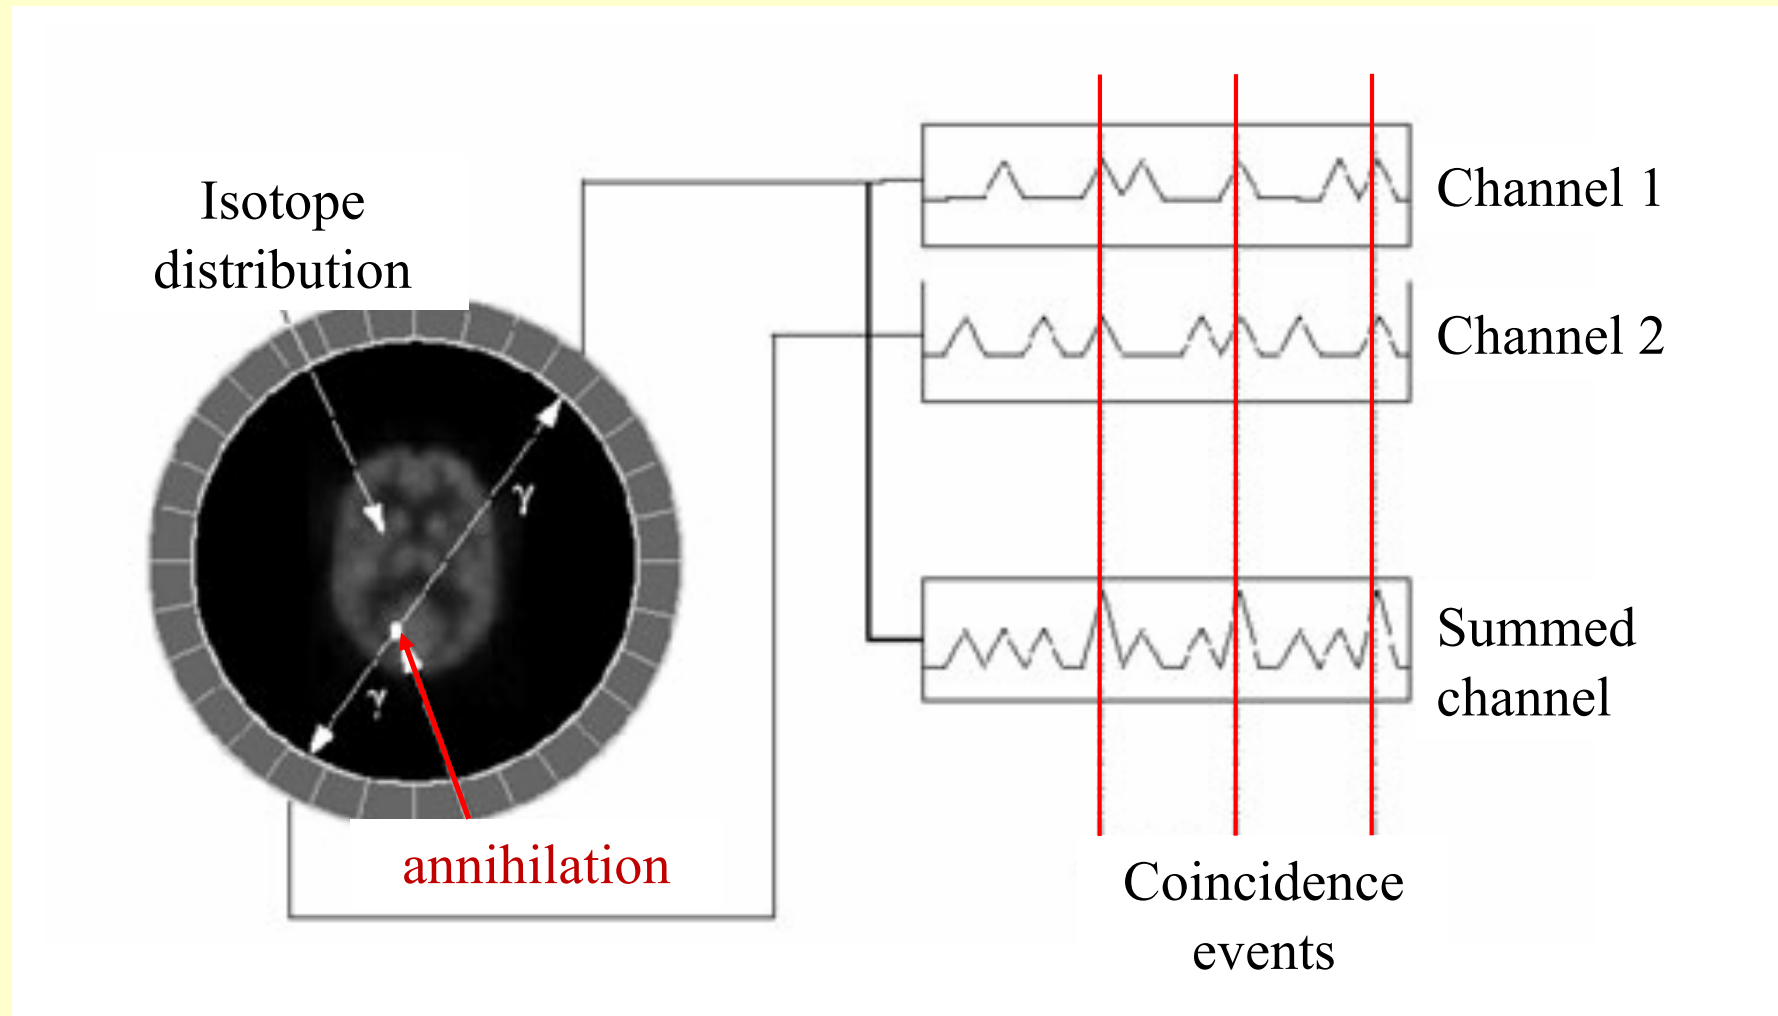 Isotope
distribution
γ
γ
annihilation
Channel 1
Channel 2
Summed
channel
Coincidence
events